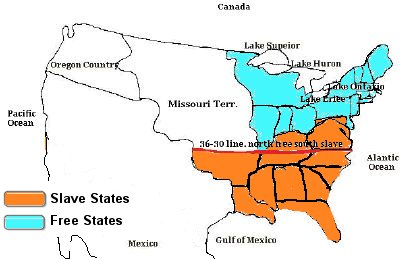 Canada
Lake Superior
Lake Huron
Oregon Country
Lake Ontario
Lake Eriee
Missouri Terr.
Pacific
Ocean
36-30 line. north free south slave
Alantic
Ocean
Slave States
Free States
Mexico
Gulf of Mexico